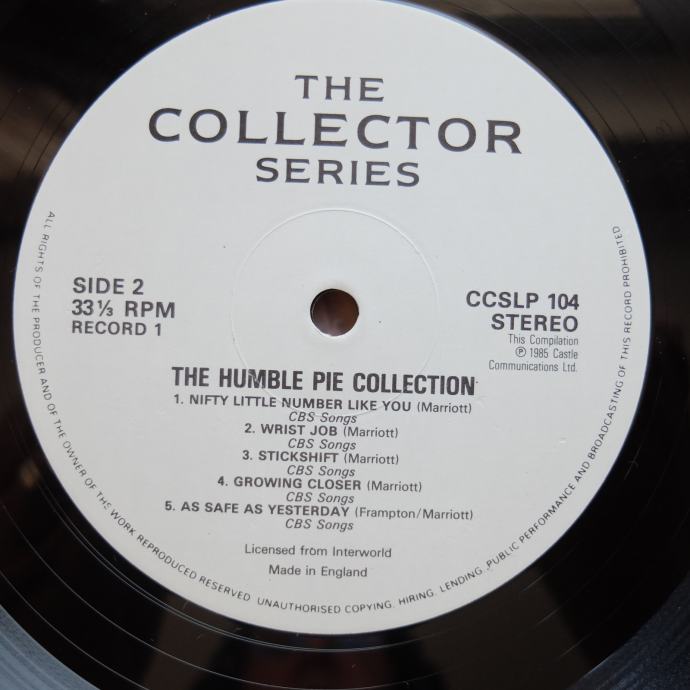 THE
COLLECTOR
SERIES
SIDE 2
33 ⅓ RPM
RECORD 1
CCSLP 104
STEREO
This Compilation
℗ 1985 Castle
Communications Ltd.
THE HUMBLE PIE COLLECTION
1. NIFTY LITTLE NUMBER LIKE YOU (Marriott)
CBS Songs
2. WRIST JOB (Marriott)
CBS Songs
3. STICKSHIFT (Marriott)
CBS Songs
4. GROWING CLOSER (Marriott)
CBS Songs
5. AS SAFE AS YESTERDAY (Frampton/Marriott)
CBS Songs
Licensed from Interworld
Made in England
ALL RIGHTS OF THE PRODUCER AND OF THE OWNER OF THE WORK REPRODUCED RESERVED UNAUTHORISED COPYING, HIRING, LENDING, PUBLIC PERFORMANCE AND BROADCASTING OF THIS RECORD PROHIBITED